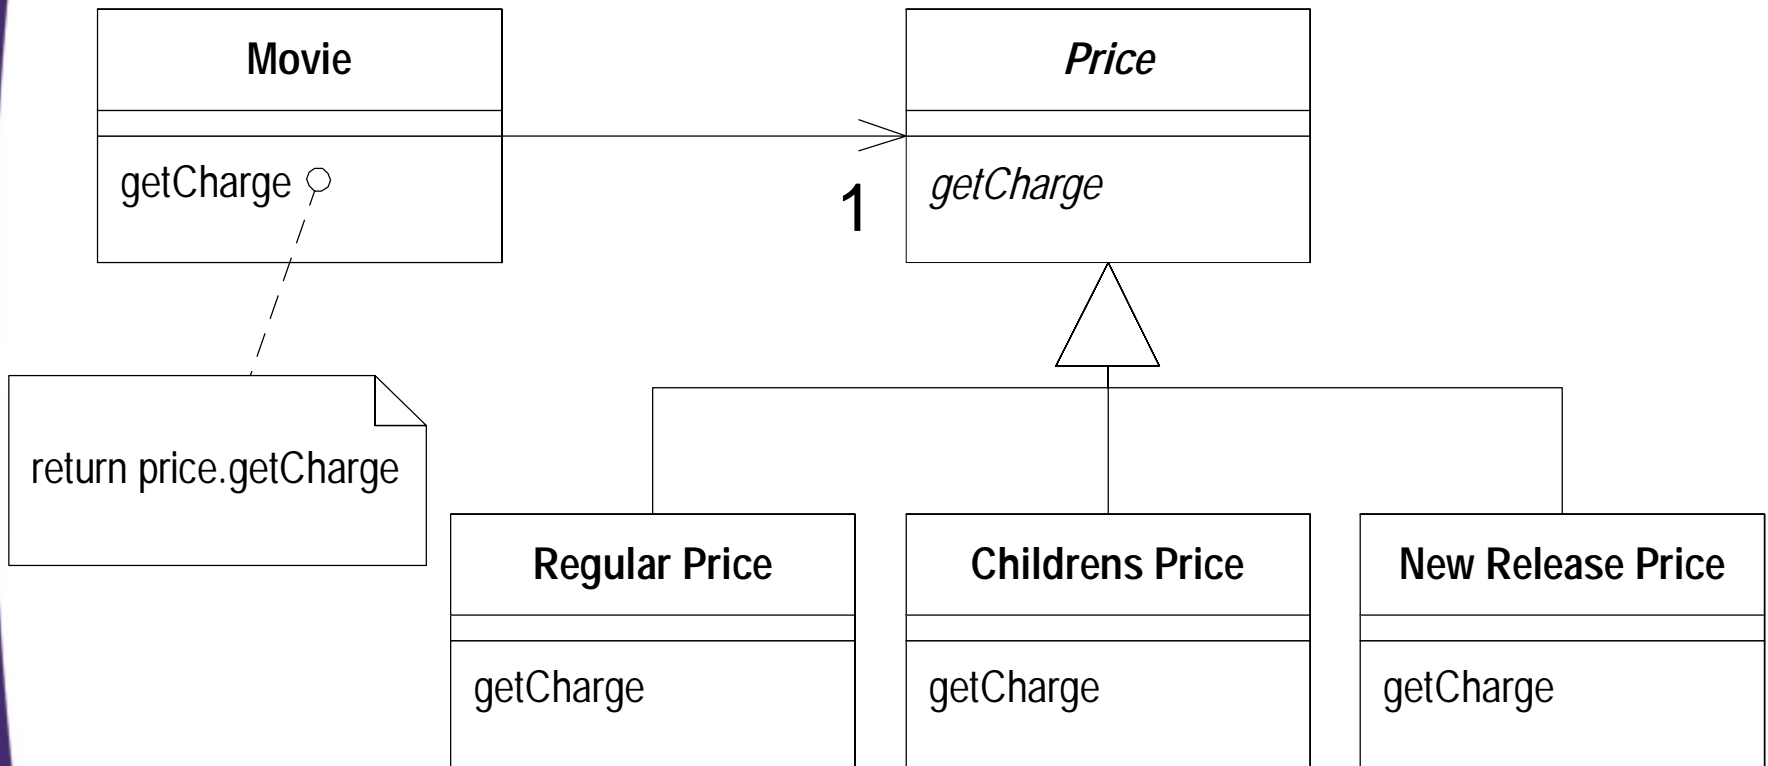 Movie
Price
getCharge
1
getCharge
return price.getCharge
Regular Price
Childrens Price
New Release Price
getCharge
getCharge
getCharge